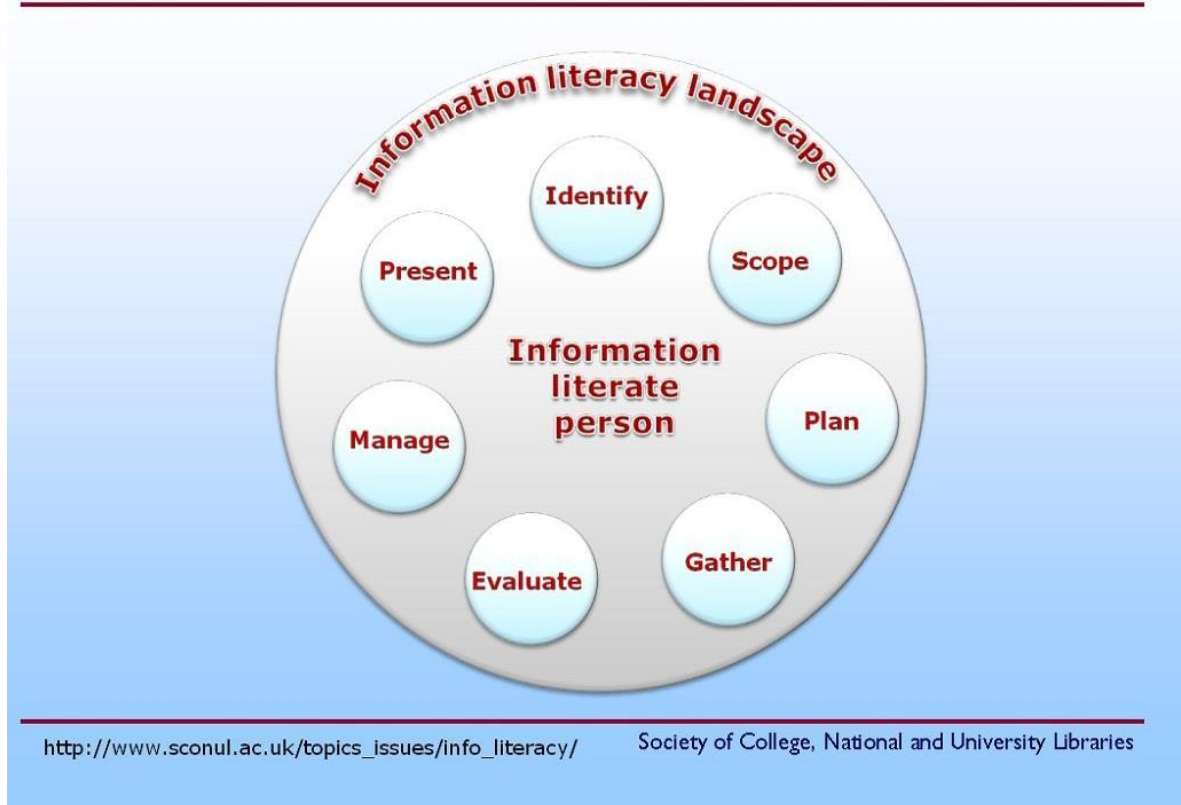 Information literacy landscape
Identify
Scope
Present
Information
literate
person
Plan
Manage
Gather
Evaluate
http://www.sconul.ac.uk/topics_issues/info_literacy/
Society of College, National and University Libraries